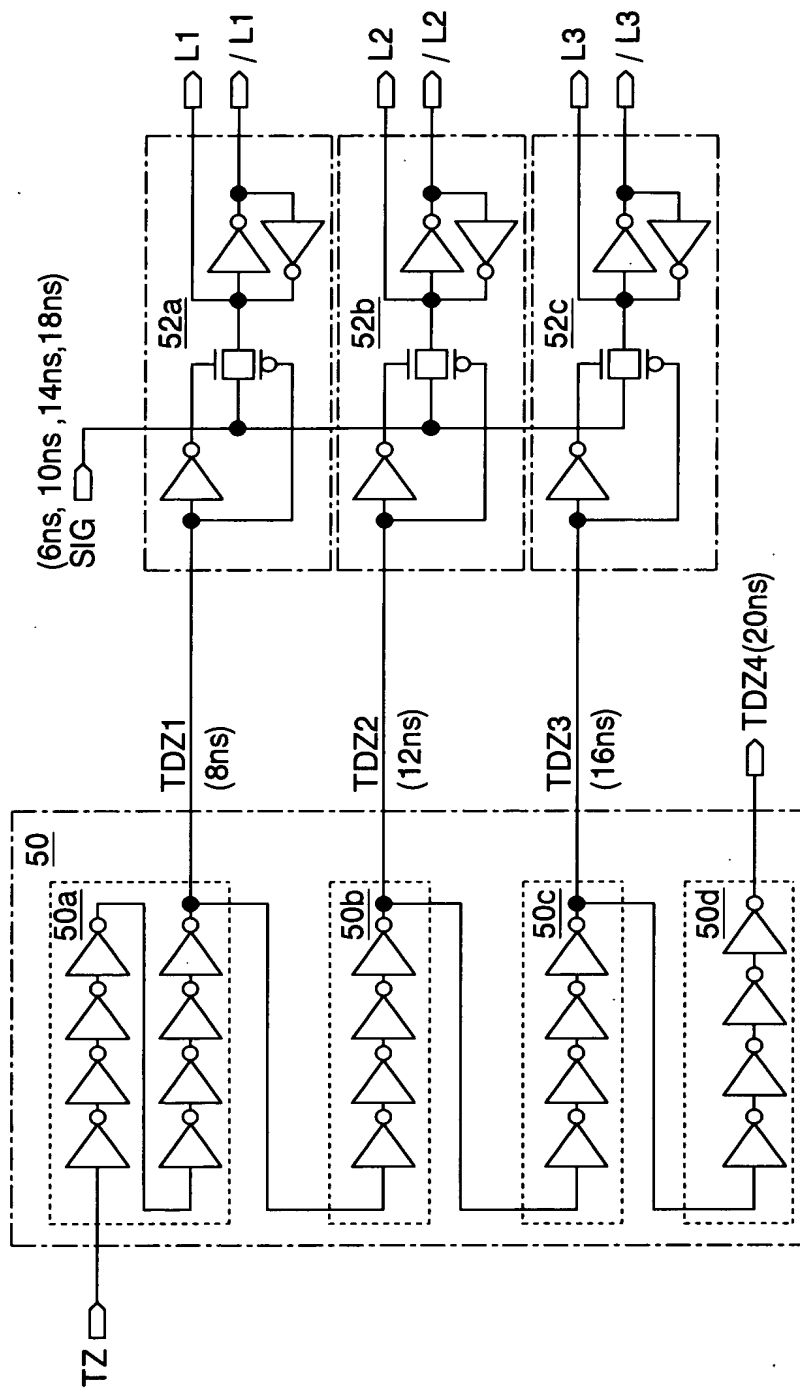 TZ
50
50a
50b
50c
50d
TDZ1
(8ns)
TDZ2
(12ns)
TDZ3
(16ns)
TDZ4(20ns)
(6ns, 10ns ,14ns,18ns)
SIG
52a
52b
52c
L1
/ L1
L2
/ L2
L3
/ L3